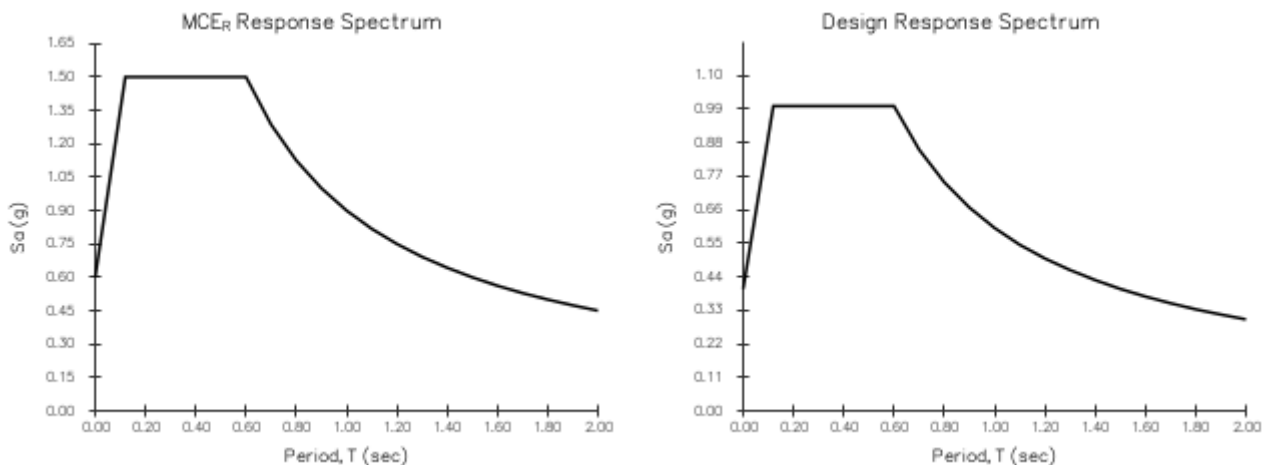 MCER Response Spectrum
1.65
1.50
1.35
1.20
1.05
0.90
0.75
0.60
0.45
0.30
0.15
0.00
Sa (g)
0.00 0.20 0.40 0.60 0.80 1.00 1.20 1.40 1.60 1.80 2.00
Period, T (sec)
Design Response Spectrum
1.10
0.99
0.88
0.77
0.66
0.55
0.44
0.33
0.22
0.11
0.00
Sa (g)
0.00 0.20 0.40 0.60 0.80 1.00 1.20 1.40 1.60 1.80 2.00
Period, T (sec)